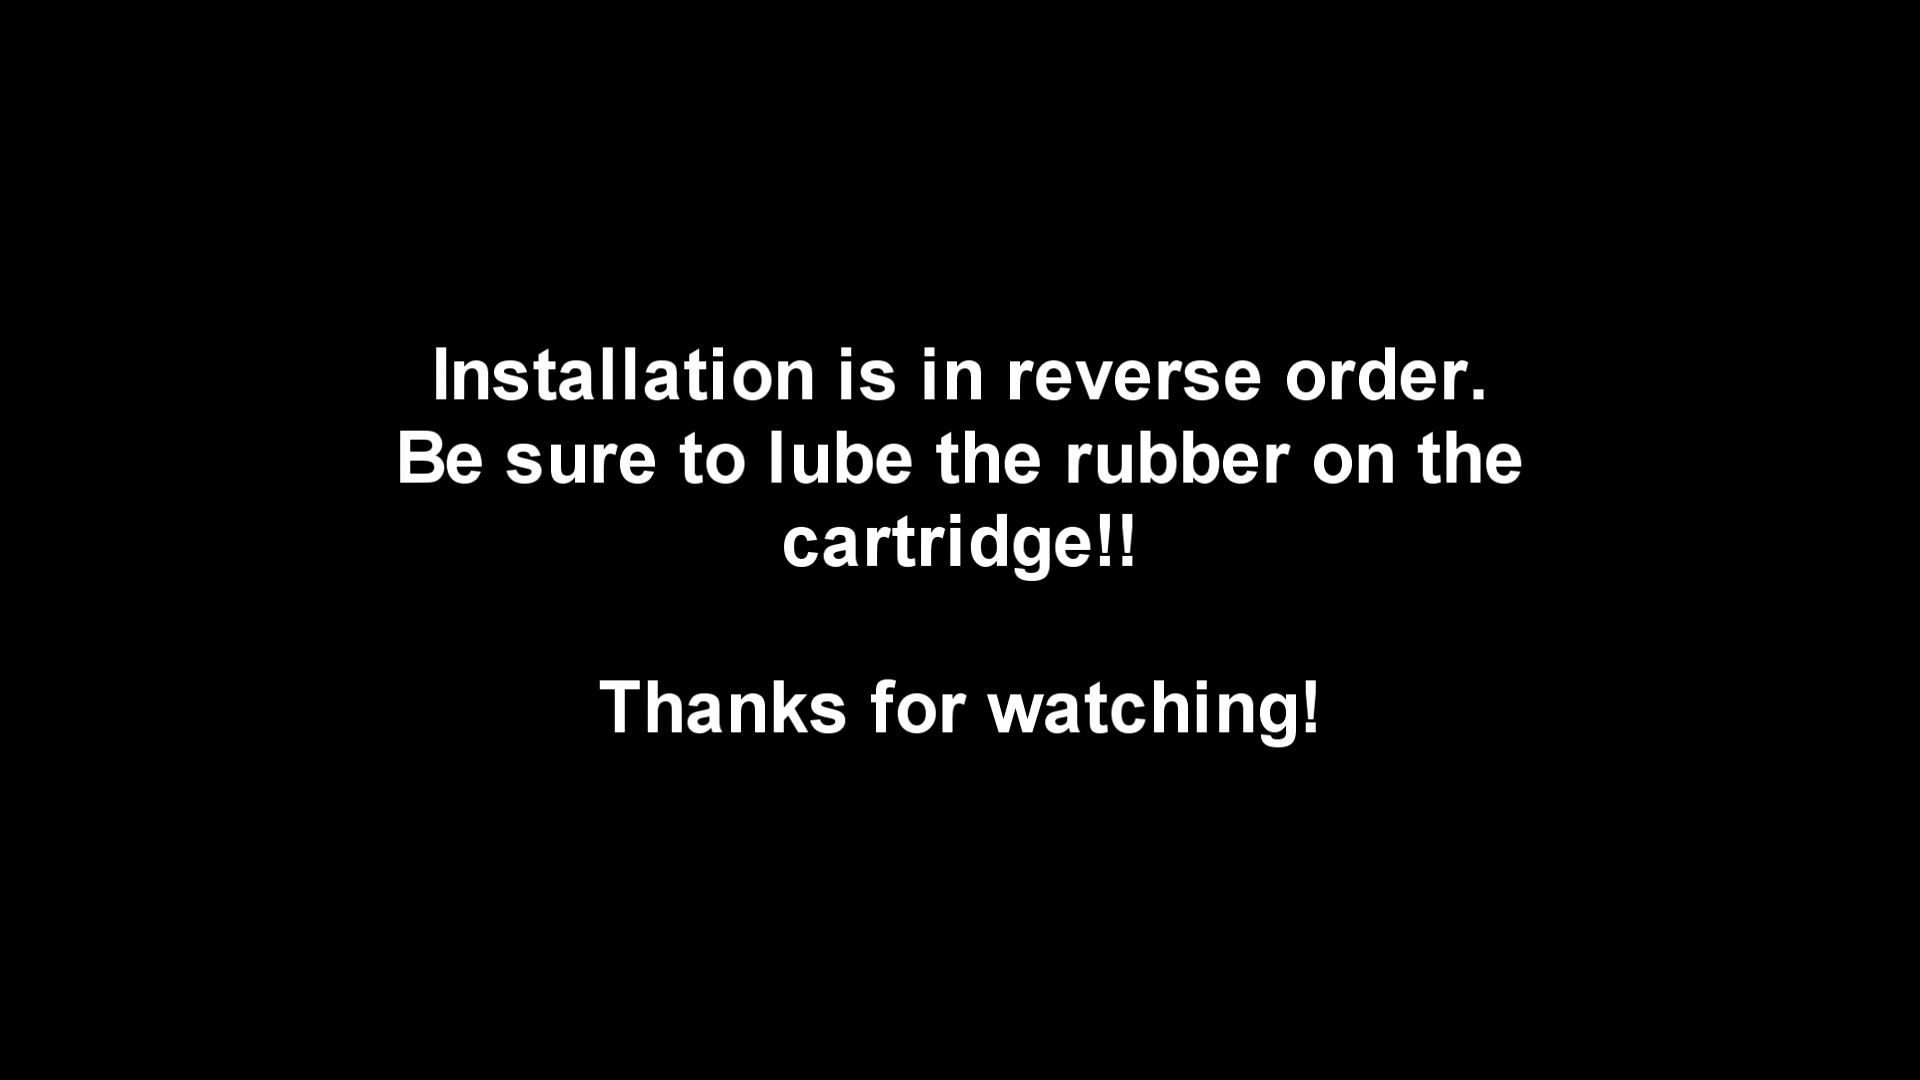 Installation is in reverse order.
Be sure to lube the rubber on the
cartridge!!
Thanks for watching!